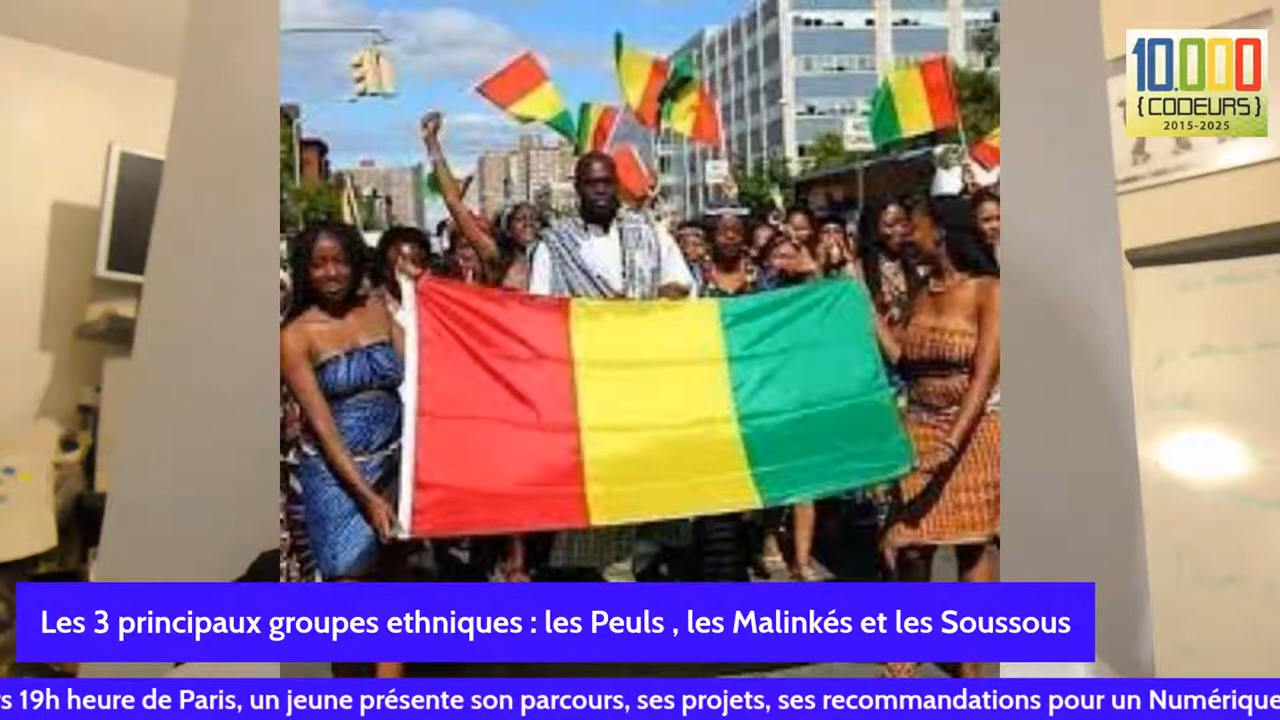 10.000
{CODEURS}
2015-2025
Les 3 principaux groupes ethniques : les Peuls , les Malinkés et les Soussous
19h heure de Paris, un jeune présente son parcours, ses projets, ses recommandations pour un Numérique